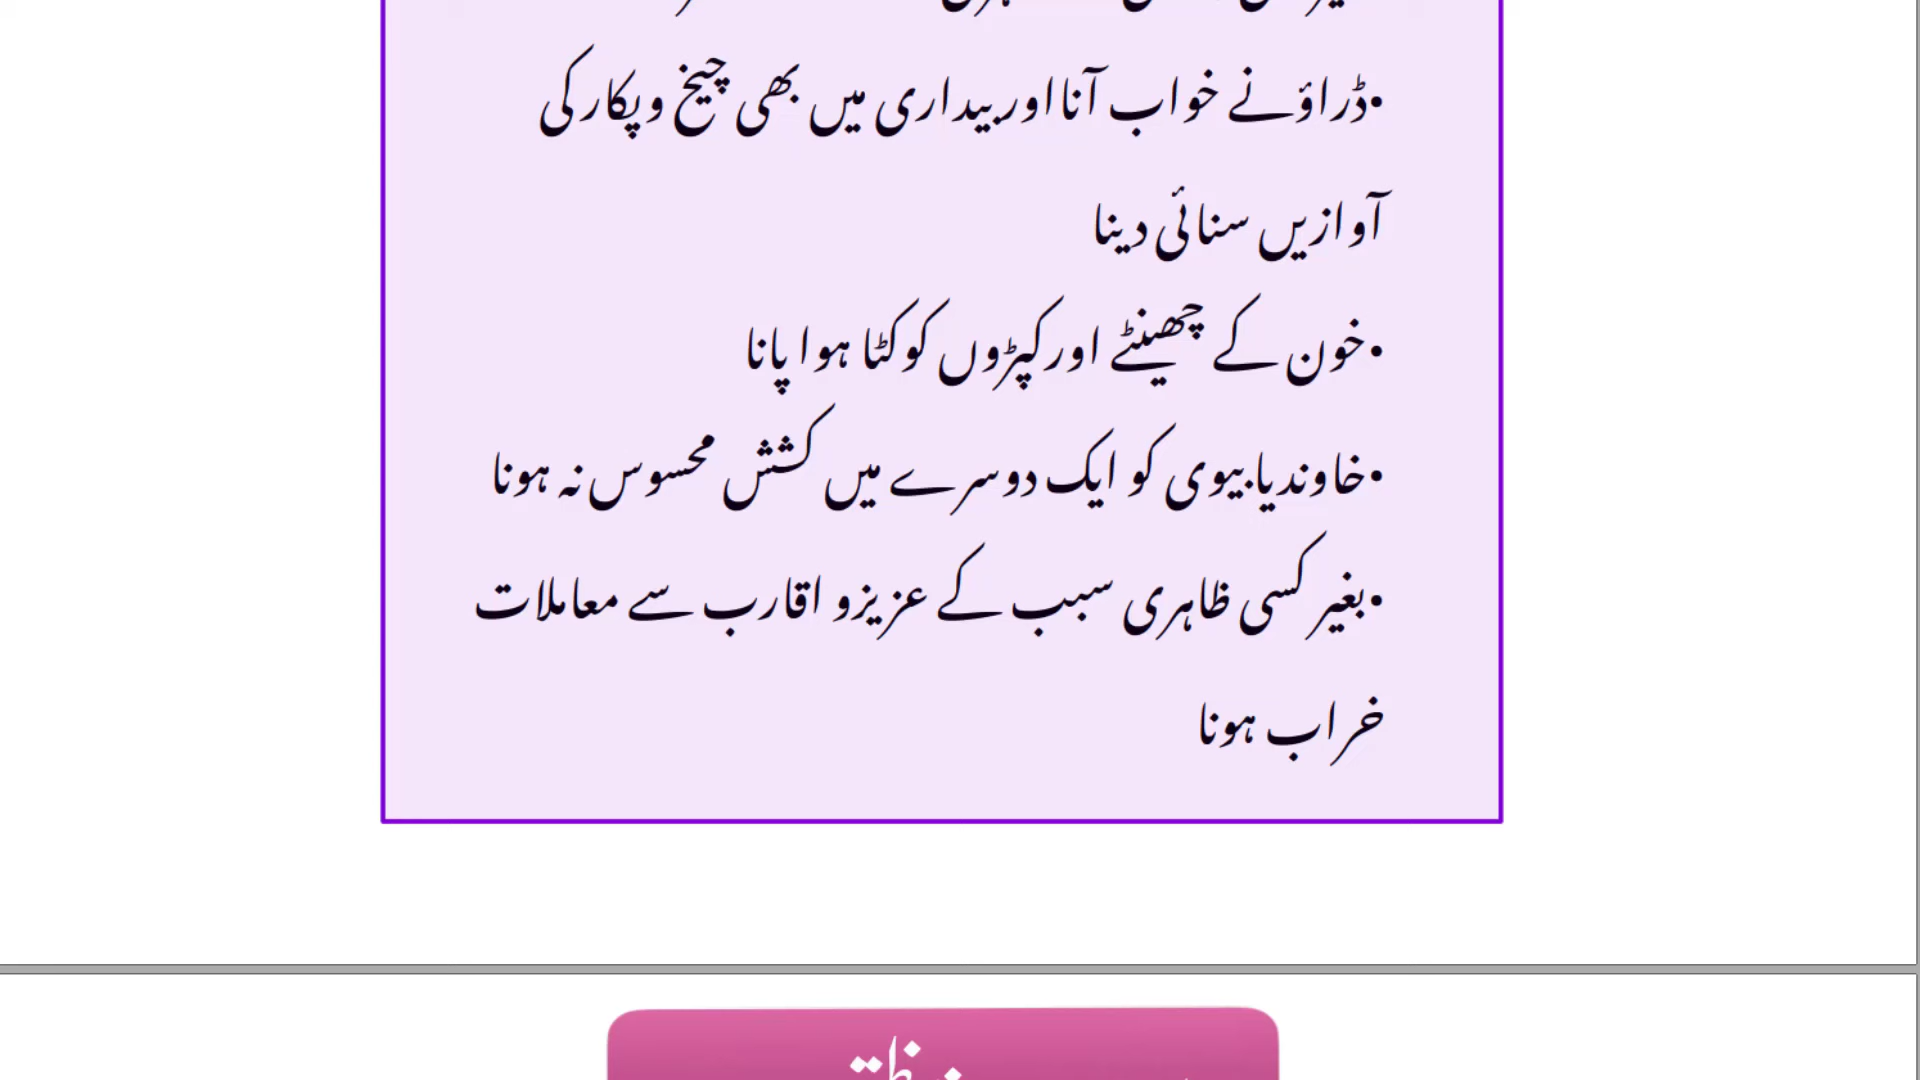 •ڈراؤنے خواب آنا اور بیداری میں بھی چیخ و پکار کی
آوازیں سنائی دینا
•خون کے چھینٹے اور کپڑوں کو کٹا ہوا پانا
•خاوند یا بیوی کو ایک دوسرے میں کشش محسوس نہ ہونا
•بغیر کسی ظاہری سبب کے عزیز و اقارب سے معاملات
خراب ہونا